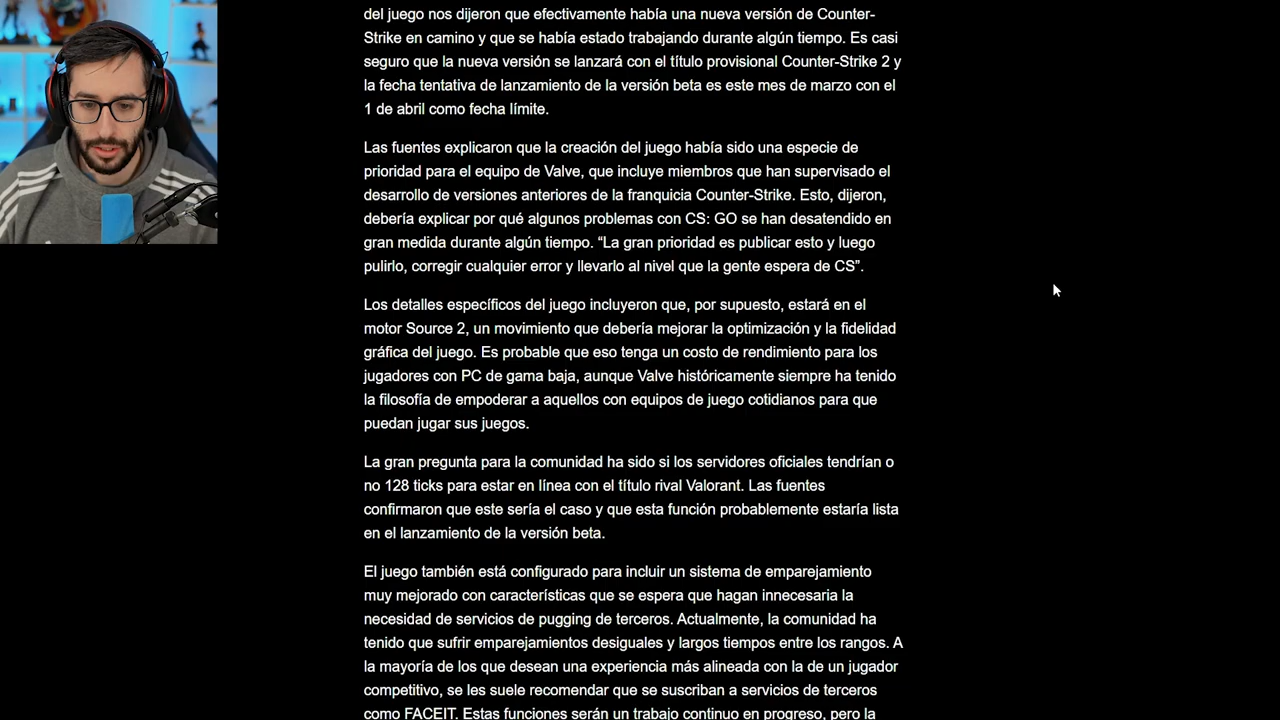 del juego nos dijeron que efectivamente había una nueva versión de Counter-
Strike en camino y que se había estado trabajando durante algún tiempo. Es casi
seguro que la nueva versión se lanzará con el título provisional Counter-Strike 2 y
la fecha tentativa de lanzamiento de la versión beta es este mes de marzo con el
1 de abril como fecha límite.
Las fuentes explicaron que la creación del juego había sido una especie de
prioridad para el equipo de Valve, que incluye miembros que han supervisado el
desarrollo de versiones anteriores de la franquicia Counter-Strike. Esto, dijeron,
debería explicar por qué algunos problemas con CS: GO se han desatendido en
gran medida durante algún tiempo. “La gran prioridad es publicar esto y luego
pulirlo, corregir cualquier error y llevarlo al nivel que la gente espera de CS”.
Los detalles específicos del juego incluyeron que, por supuesto, estará en el
motor Source 2, un movimiento que debería mejorar la optimización y la fidelidad
gráfica del juego. Es probable que eso tenga un costo de rendimiento para los
jugadores con PC de gama baja, aunque Valve históricamente siempre ha tenido
la filosofía de empoderar a aquellos con equipos de juego cotidianos para que
puedan jugar sus juegos.
La gran pregunta para la comunidad ha sido si los servidores oficiales tendrían o
no 128 ticks para estar en línea con el título rival Valorant. Las fuentes
confirmaron que este sería el caso y que esta función probablemente estaría lista
en el lanzamiento de la versión beta.
El juego también está configurado para incluir un sistema de emparejamiento
muy mejorado con características que se espera que hagan innecesaria la
necesidad de servicios de pugging de terceros. Actualmente, la comunidad ha
tenido que sufrir emparejamientos desiguales y largos tiempos entre los rangos. A
la mayoría de los que desean una experiencia más alineada con la de un jugador
competitivo, se les suele recomendar que se suscriban a servicios de terceros
como FACEIT. Estas funciones serán un trabajo continuo en progreso, pero la